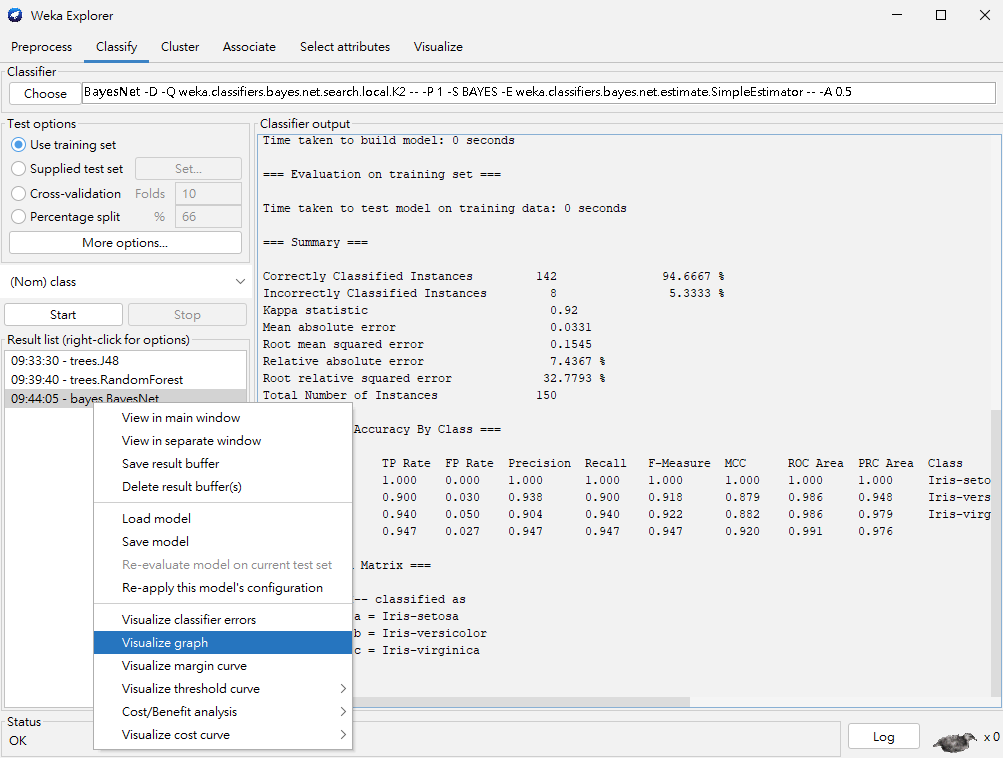 Weka Explorer
Preprocess Classify Cluster Associate Select attributes Visualize
Classifier
Choose BayesNet -D -Q weka.classifiers.bayes.net.search.local.K2 -- -P 1 -S BAYES -E weka.classifiers.bayes.net.estimate.SimpleEstimator -- -A 0.5
Test options
Use training set
Supplied test set Set...
Cross-validation Folds 10
Percentage split % 66
More options...
(Nom) class
Start Stop
Result list (right-click for options)
09:33:30 - trees.J48
09:39:40 - trees.RandomForest
09:44:05 - bayes.BayesNet
View in main window
View in separate window
Save result buffer
Delete result buffer(s)
Load model
Save model
Re-evaluate model on current test set
Re-apply this model's configuration
Visualize classifier errors
Visualize graph
Visualize margin curve
Visualize threshold curve
Cost/Benefit analysis
Visualize cost curve
Classifier output
Time taken to build model: 0 seconds
=== Evaluation on training set ===
Time taken to test model on training data: 0 seconds
=== Summary ===
Correctly Classified Instances 142 94.6667 %
Incorrectly Classified Instances 8 5.3333 %
Kappa statistic 0.92
Mean absolute error 0.0331
Root mean squared error 0.1545
Relative absolute error 7.4367 %
Root relative squared error 32.7793 %
Total Number of Instances 150
Accuracy By Class ===
TP Rate FP Rate Precision Recall F-Measure MCC ROC Area PRC Area Class
1.000 0.000 1.000 1.000 1.000 1.000 1.000 1.000 Iris-seto
0.900 0.030 0.938 0.900 0.918 0.879 0.986 0.948 Iris-vers
0.940 0.050 0.904 0.940 0.922 0.882 0.986 0.979 Iris-virg
0.947 0.027 0.947 0.947 0.947 0.920 0.991 0.976
Matrix ===
-- classified as
a = Iris-setosa
b = Iris-versicolor
c = Iris-virginica
Status
OK
Log x 0